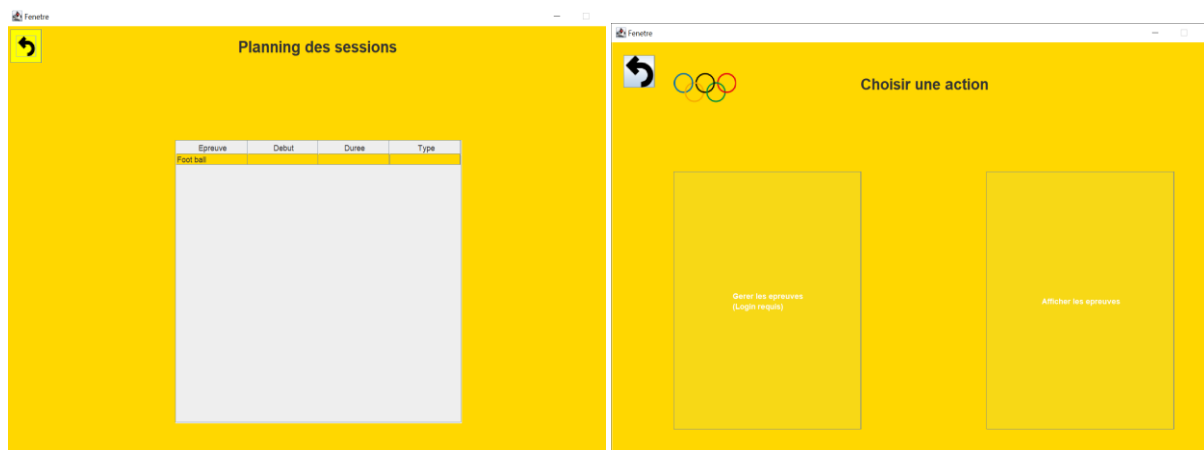 Fenetre
Planning des sessions
Epreuve Debut Duree Type
Foot ball
Fenetre
Choisir une action
Gerer les epreuves
(Login requis)
Afficher les epreuves